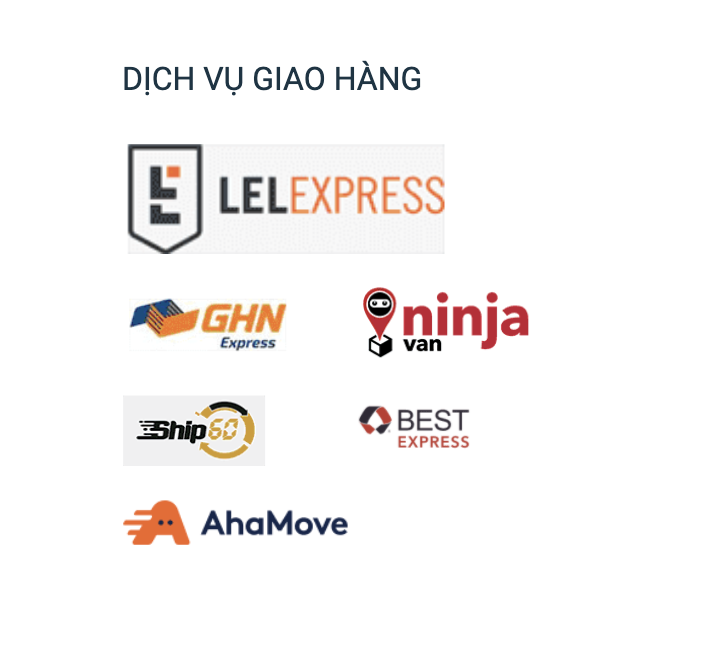 DỊCH VỤ GIAO HÀNG
LELEXPRESS
GHN
Express
ninja
van
Ship60
BEST
EXPRESS
AhaMove